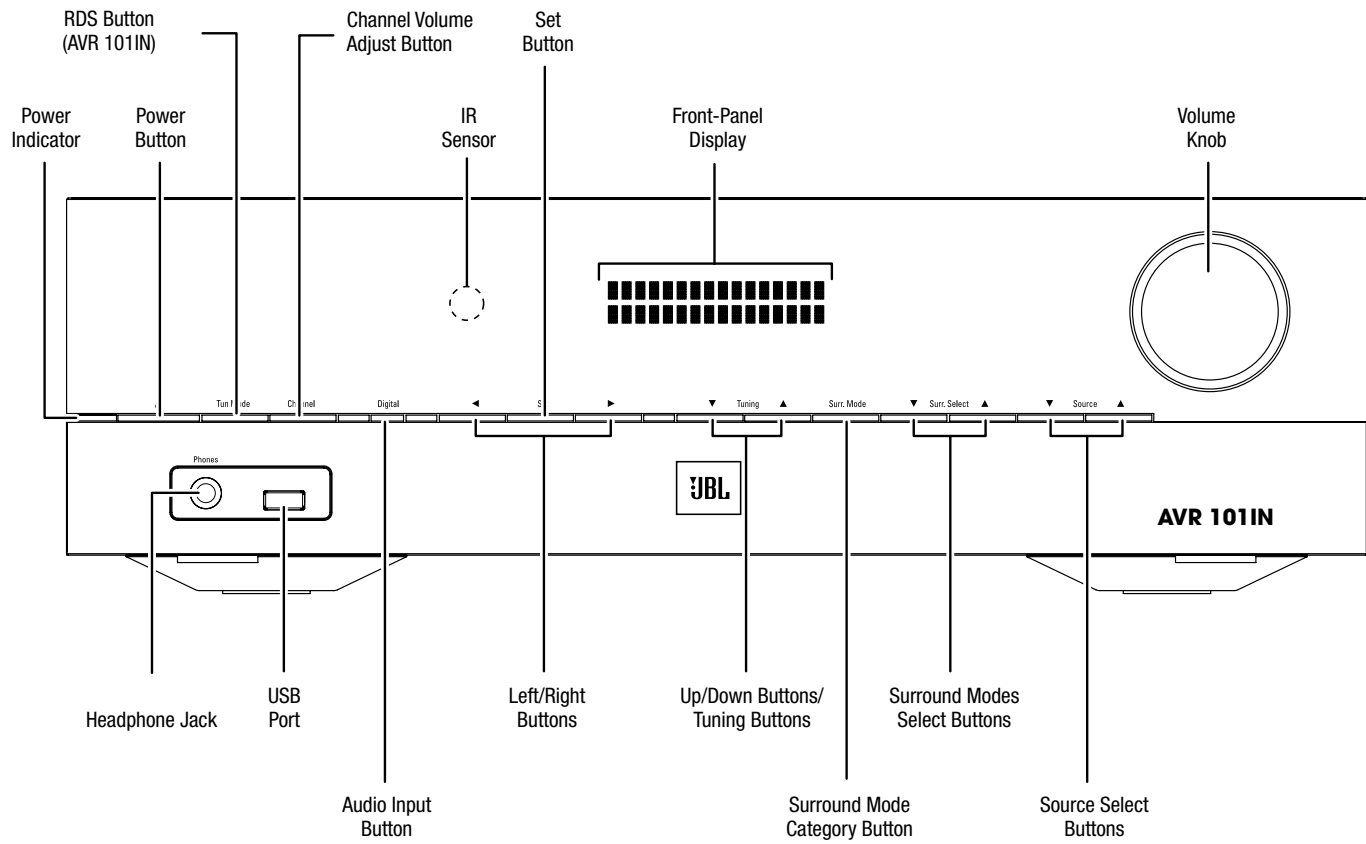 RDS Button
(AVR 101IN)
Channel Volume
Adjust Button
Set
Button
Power
Indicator
Power
Button
IR
Sensor
Front-Panel
Display
Volume
Knob
Tun Mode
Channel
Digital
◄
►
▼ Tuning ▲
Surr. Mode
▼ Surr. Select ▲
▼ Source ▲
Phones
JBL
AVR 101IN
Headphone Jack
USB
Port
Left/Right
Buttons
Up/Down Buttons/
Tuning Buttons
Surround Modes
Select Buttons
Audio Input
Button
Surround Mode
Category Button
Source Select
Buttons